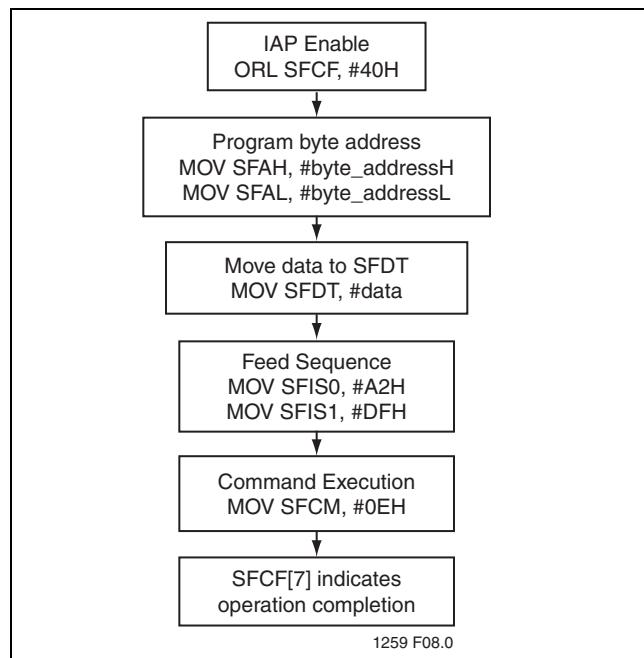 IAP Enable
ORL SFCF, #40H
Program byte address
MOV SFAH, #byte_addressH
MOV SFAL, #byte_addressL
Move data to SFDT
MOV SFDT, #data
Feed Sequence
MOV SFIS0, #A2H
MOV SFIS1, #DFH
Command Execution
MOV SFCM, #0EH
SFCF[7] indicates
operation completion
1259 F08.0